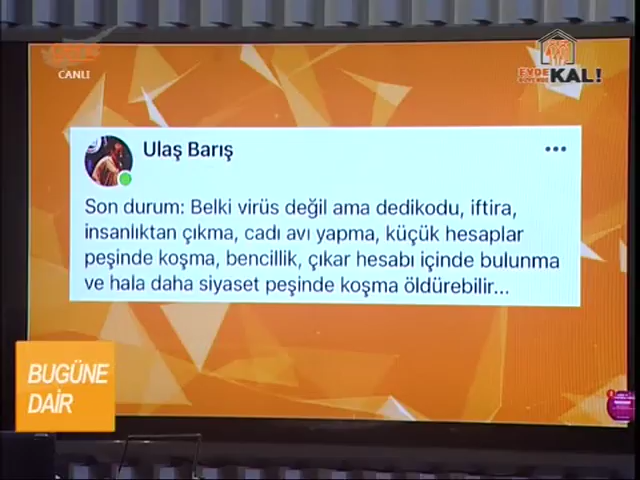 CANLI
EVDE KAL!
Ulaş Barış
Son durum: Belki virüs değil ama dedikodu, iftira,
insanlıktan çıkma, cadı avı yapma, küçük hesaplar
peşinde koşma, bencillik, çıkar hesabı içinde bulunma
ve hala daha siyaset peşinde koşma öldürebilir...
BUGÜNE
DAİR